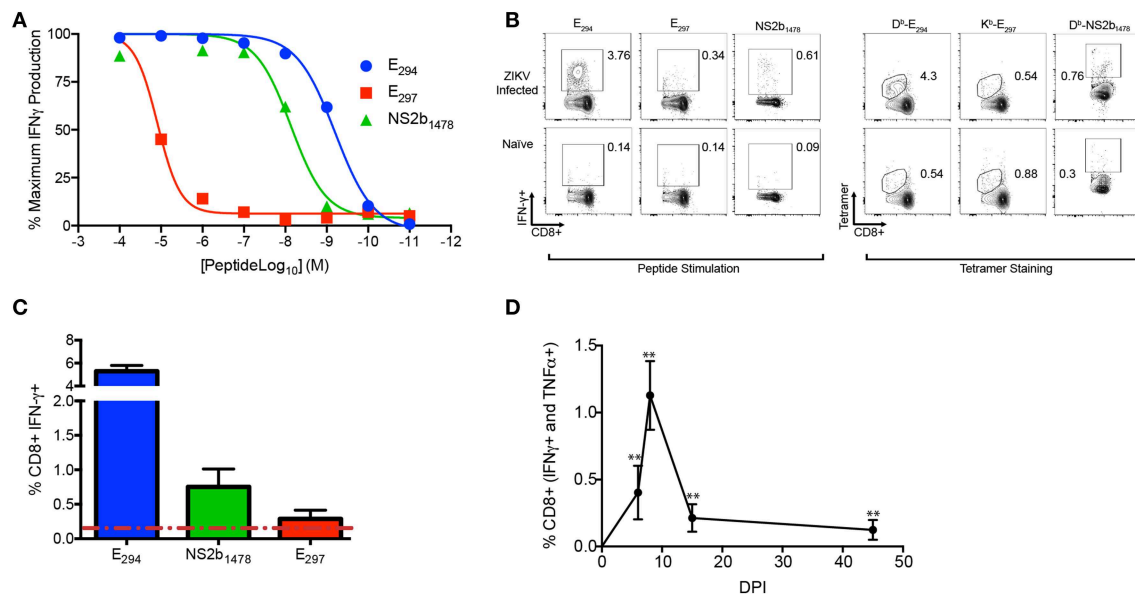 A
% Maximum IFNγ Production
100
75
50
25
0
-3 -4 -5 -6 -7 -8 -9 -10 -11 -12
[PeptideLog10] (M)
E294
E297
NS2b1478
B
E294 E297 NS2b1478
ZIKV Infected
3.76 0.34 0.61
Naïve
0.14 0.14 0.09
IFN-γ+
CD8+
Peptide Stimulation
Db-E294 Kb-E297 Db-NS2b1478
4.3 0.54 0.76
0.54 0.88 0.3
Tetramer
CD8+
Tetramer Staining
C
% CD8+ IFN-γ+
8
6
4
2.0
1.0
0.5
0.0
E294 NS2b1478 E297
D
% CD8+ (IFNγ+ and TNFα+)
1.5
1.0
0.5
0.0
** ** ** **
0 10 20 30 40 50
DPI